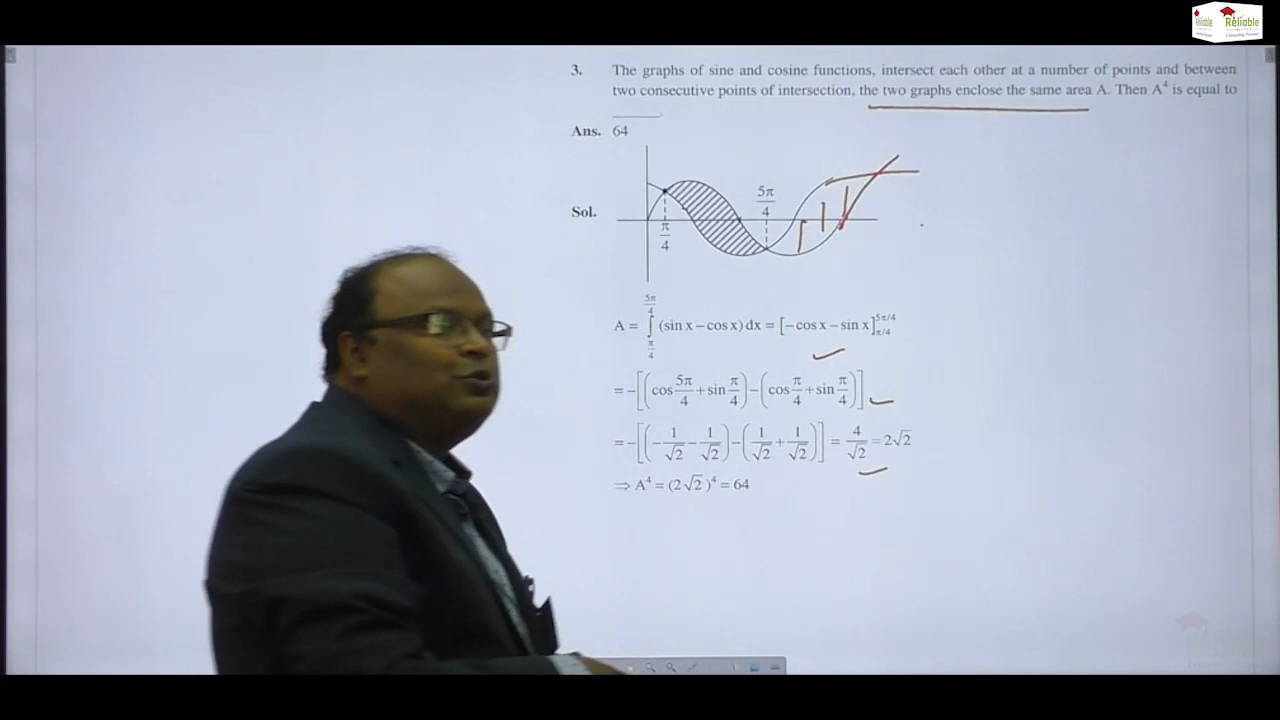 Reliable
Reliable
3. The graphs of sine and cosine functions, intersect each other at a number of points and between
two consecutive points of intersection, the two graphs enclose the same area A. Then A⁴ is equal to
_______.
Ans. 64
5π/4
Sol.
π/4
A = ∫_{π/4}^{5π/4} (sin x – cos x) dx = [– cos x – sin x]_{π/4}^{5π/4}
= –[(cos 5π/4 + sin π/4) – (cos π/4 + sin π/4)]
= –[(– 1/√2 – 1/√2) – (1/√2 + 1/√2)] = 4/√2 = 2√2
⇒ A⁴ = (2√2)⁴ = 64